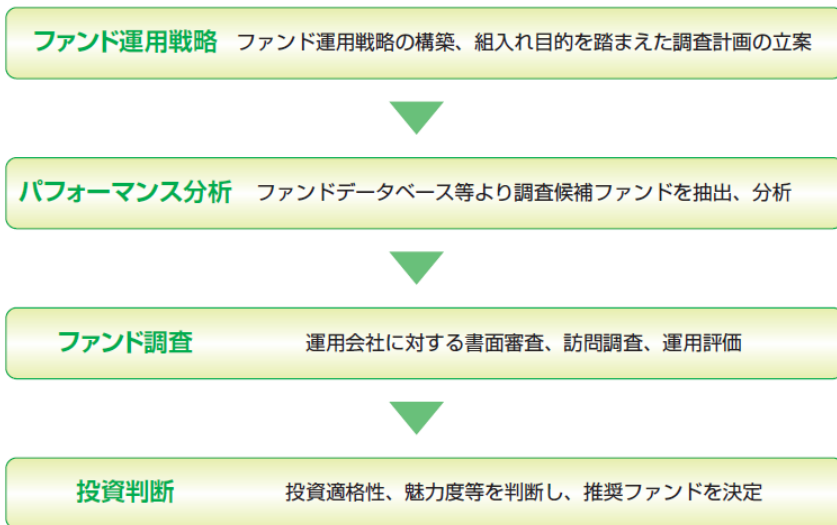 ファンド運用戦略 ファンド運用戦略の構築、組入れ目的を踏まえた調査計画の立案
パフォーマンス分析 ファンドデータベース等より調査候補ファンドを抽出、分析
ファンド調査 運用会社に対する書面審査、訪問調査、運用評価
投資判断 投資適格性、魅力度等を判断し、推奨ファンドを決定